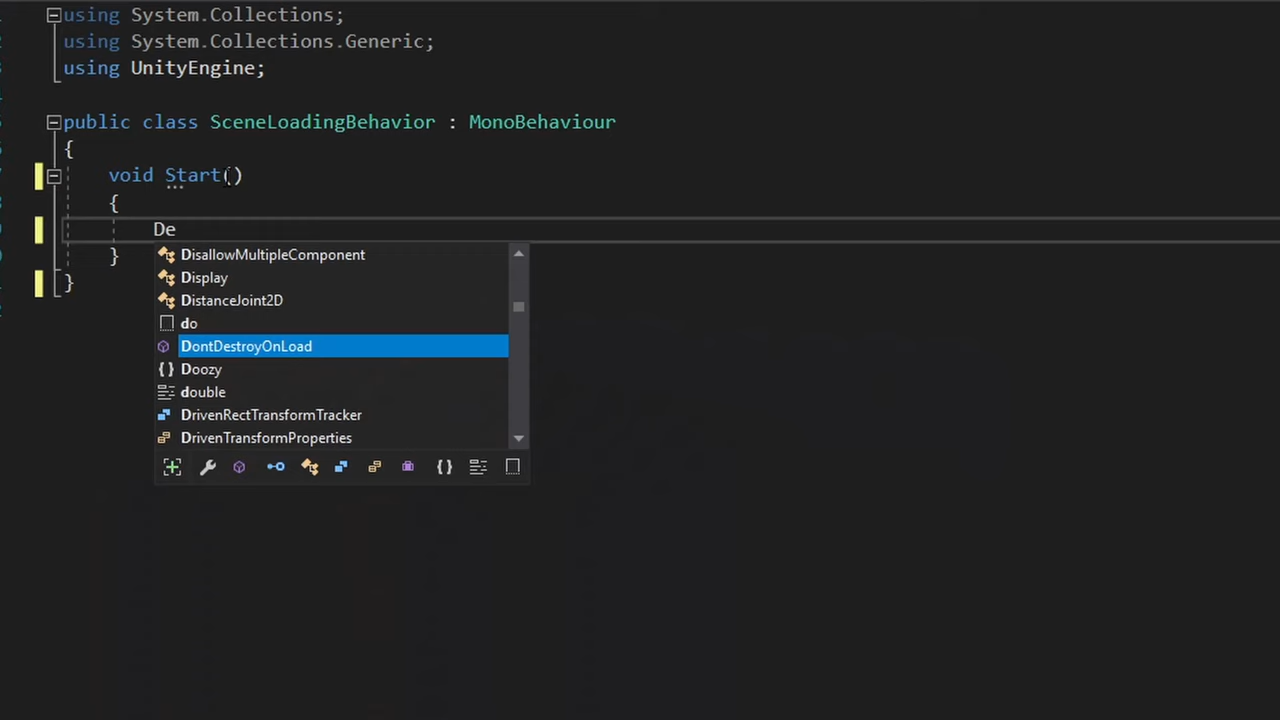 using System.Collections;
using System.Collections.Generic;
using UnityEngine;
public class SceneLoadingBehavior : MonoBehaviour
{
void Start()
{
De
DisallowMultipleComponent
Display
DistanceJoint2D
do
DontDestroyOnLoad
{ } Doozy
double
DrivenRectTransformTracker
DrivenTransformProperties
{ }
}
}